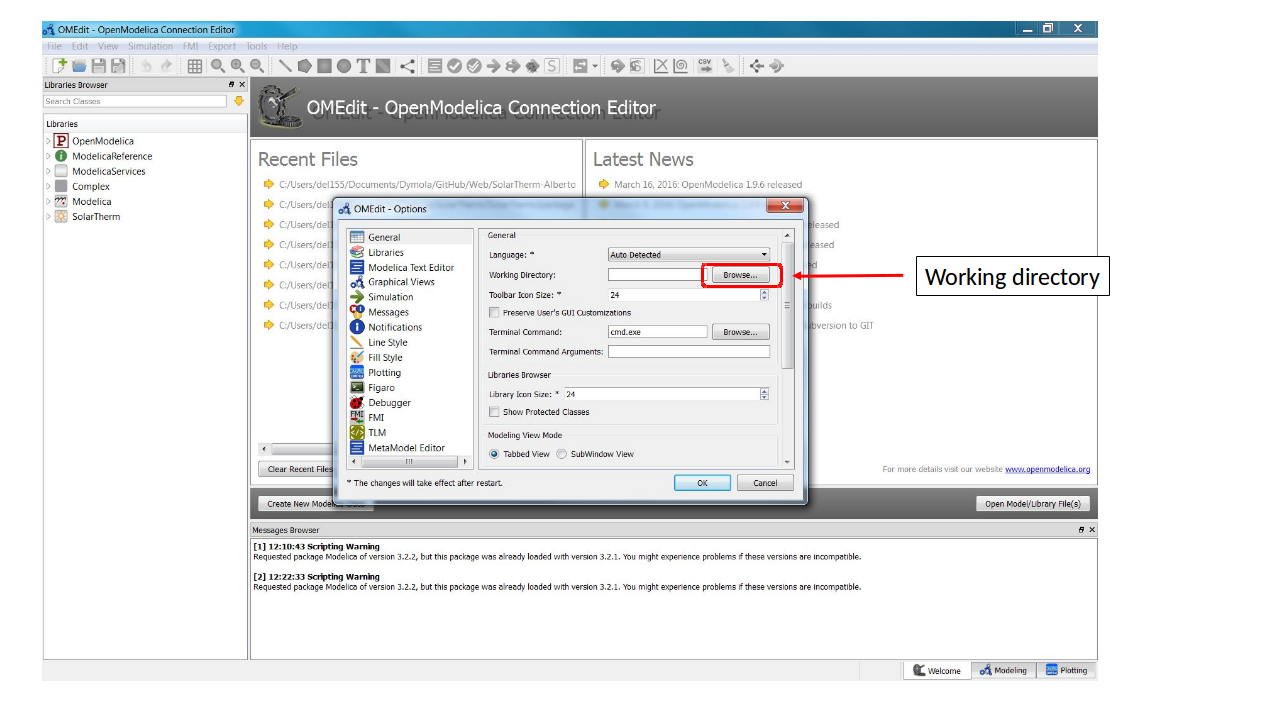 OMEdit - OpenModelica Connection Editor
File Edit View Simulation FMI Export Tools Help
Libraries Browser
Search Classes
Libraries
OpenModelica
ModelicaReference
ModelicaServices
Complex
Modelica
SolarTherm
OMEdit - OpenModelica Connection Editor
Recent Files
C:/Users/del155/Documents/Dymola/GitHub/Web/SolarTherm-Alberto
C:/Users/del
C:/Users/del
C:/Users/del
C:/Users/del
C:/Users/del
C:/Users/del
C:/Users/del
Clear Recent Files
Latest News
March 16, 2016: OpenModelica 1.9.6 released
eleased
eased
ed
builds
bversion to GIT
For more details visit our website www.openmodelica.org
Create New Model
Open Model/Library File(s)
OMEdit - Options
General
Libraries
Modelica Text Editor
Graphical Views
Simulation
Messages
Notifications
Line Style
Fill Style
Plotting
Figaro
Debugger
FMI
TLM
MetaModel Editor
General
Language: * Auto Detected
Working Directory: Browse...
Toolbar Icon Size: * 24
Preserve User's GUI Customizations
Terminal Command: cmd.exe Browse...
Terminal Command Arguments:
Libraries Browser
Library Icon Size: * 24
Show Protected Classes
Modeling View Mode
Tabbed View SubWindow View
* The changes will take effect after restart.
OK Cancel
Working directory
Messages Browser
[1] 12:10:43 Scripting Warning
Requested package Modelica of version 3.2.2, but this package was already loaded with version 3.2.1. You might experience problems if these versions are incompatible.
[2] 12:22:33 Scripting Warning
Requested package Modelica of version 3.2.2, but this package was already loaded with version 3.2.1. You might experience problems if these versions are incompatible.
Welcome Modeling Plotting